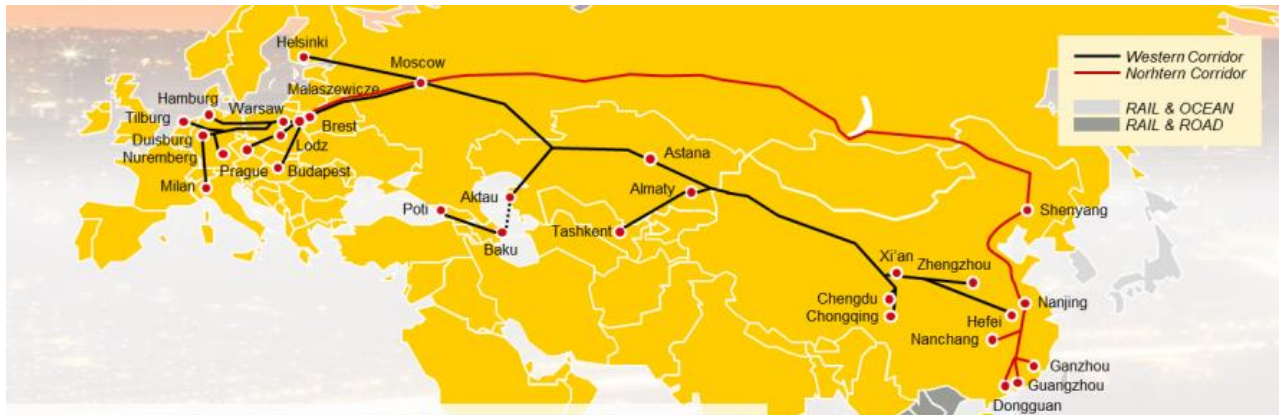 Helsinki
Moscow
Western Corridor
Norhtern Corridor
RAIL & OCEAN
RAIL & ROAD
Malaszewicze
Hamburg
Warsaw
Tilburg
Brest
Duisburg
Lodz
Nuremberg
Prague
Budapest
Milan
Astana
Almaty
Aktau
Poti
Tashkent
Baku
Shenyang
Xi'an
Zhengzhou
Chengdu
Chongqing
Hefei
Nanjing
Nanchang
Ganzhou
Guangzhou
Dongguan